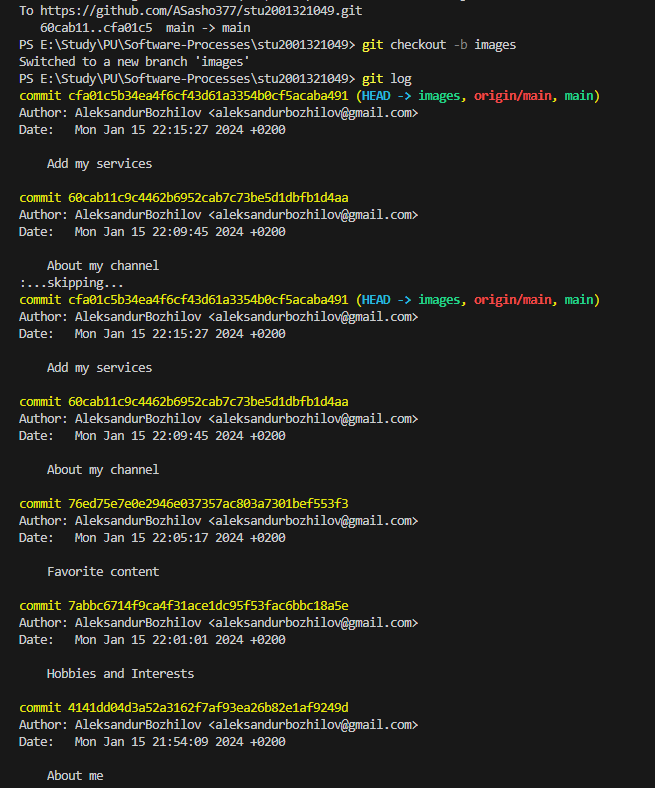 To https://github.com/ASasho377/stu2001321049.git
60cab11..cfa01c5  main -> main
PS E:\Study\PU\Software-Processes\stu2001321049> git checkout -b images
Switched to a new branch 'images'
PS E:\Study\PU\Software-Processes\stu2001321049> git log
commit cfa01c5b34ea4f6cf43d61a3354b0cf5acaba491 (HEAD -> images, origin/main, main)
Author: AleksandurBozhilov <aleksandurbozhilov@gmail.com>
Date:   Mon Jan 15 22:15:27 2024 +0200
Add my services
commit 60cab11c9c4462b6952cab7c73be5d1dbfb1d4aa
Author: AleksandurBozhilov <aleksandurbozhilov@gmail.com>
Date:   Mon Jan 15 22:09:45 2024 +0200
About my channel
:...skipping...
commit cfa01c5b34ea4f6cf43d61a3354b0cf5acaba491 (HEAD -> images, origin/main, main)
Author: AleksandurBozhilov <aleksandurbozhilov@gmail.com>
Date:   Mon Jan 15 22:15:27 2024 +0200
Add my services
commit 60cab11c9c4462b6952cab7c73be5d1dbfb1d4aa
Author: AleksandurBozhilov <aleksandurbozhilov@gmail.com>
Date:   Mon Jan 15 22:09:45 2024 +0200
About my channel
commit 76ed75e7e0e2946e037357ac803a7301bef553f3
Author: AleksandurBozhilov <aleksandurbozhilov@gmail.com>
Date:   Mon Jan 15 22:05:17 2024 +0200
Favorite content
commit 7abbc6714f9ca4f31ace1dc95f53fac6bbc18a5e
Author: AleksandurBozhilov <aleksandurbozhilov@gmail.com>
Date:   Mon Jan 15 22:01:01 2024 +0200
Hobbies and Interests
commit 4141dd04d3a52a3162f7af93ea26b82e1af9249d
Author: AleksandurBozhilov <aleksandurbozhilov@gmail.com>
Date:   Mon Jan 15 21:54:09 2024 +0200
About me